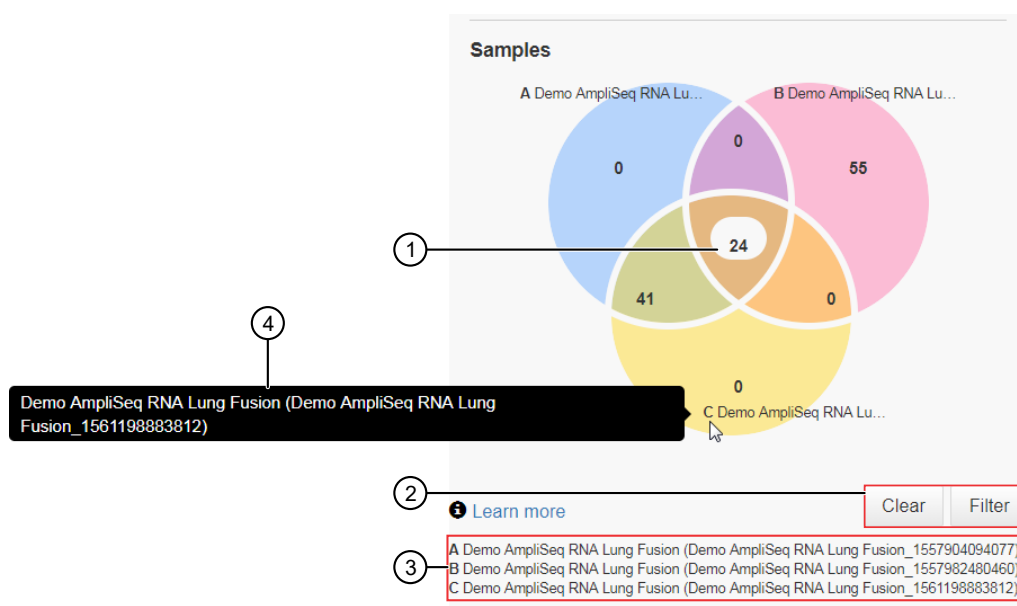 Samples
A Demo AmpliSeq RNA Lu...
B Demo AmpliSeq RNA Lu...
0
0
55
1
24
41
0
4
0
Demo AmpliSeq RNA Lung Fusion (Demo AmpliSeq RNA Lung
Fusion_1561198883812)
C Demo AmpliSeq RNA Lu...
2
Learn more
Clear
Filter
3
A Demo AmpliSeq RNA Lung Fusion (Demo AmpliSeq RNA Lung Fusion_1557904094077)
B Demo AmpliSeq RNA Lung Fusion (Demo AmpliSeq RNA Lung Fusion_1557982480460)
C Demo AmpliSeq RNA Lung Fusion (Demo AmpliSeq RNA Lung Fusion_1561198883812)